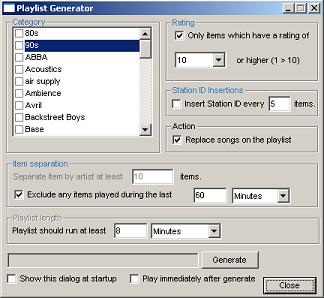 Playlist Generator
Category
80s
90s
ABBA
Acoustics
air supply
Ambience
Avril
Backstreet Boys
Base
Rating
Only items which have a rating of
10 or higher (1 > 10)
Station ID Insertions
Insert Station ID every 5 items.
Action
Replace songs on the playlist
Item separation
Separate item by artist at least 10 items.
Exclude any items played during the last 60 Minutes
Playlist length
Playlist should run at least 8 Minutes
Generate
Show this dialog at startup
Play immediately after generate
Close